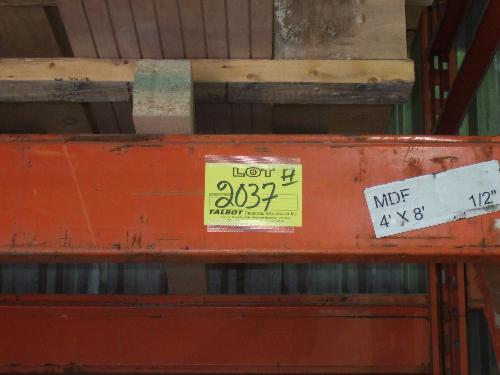 LOT #
2037
TALBOT
MDF 1/2"
4' X 8'